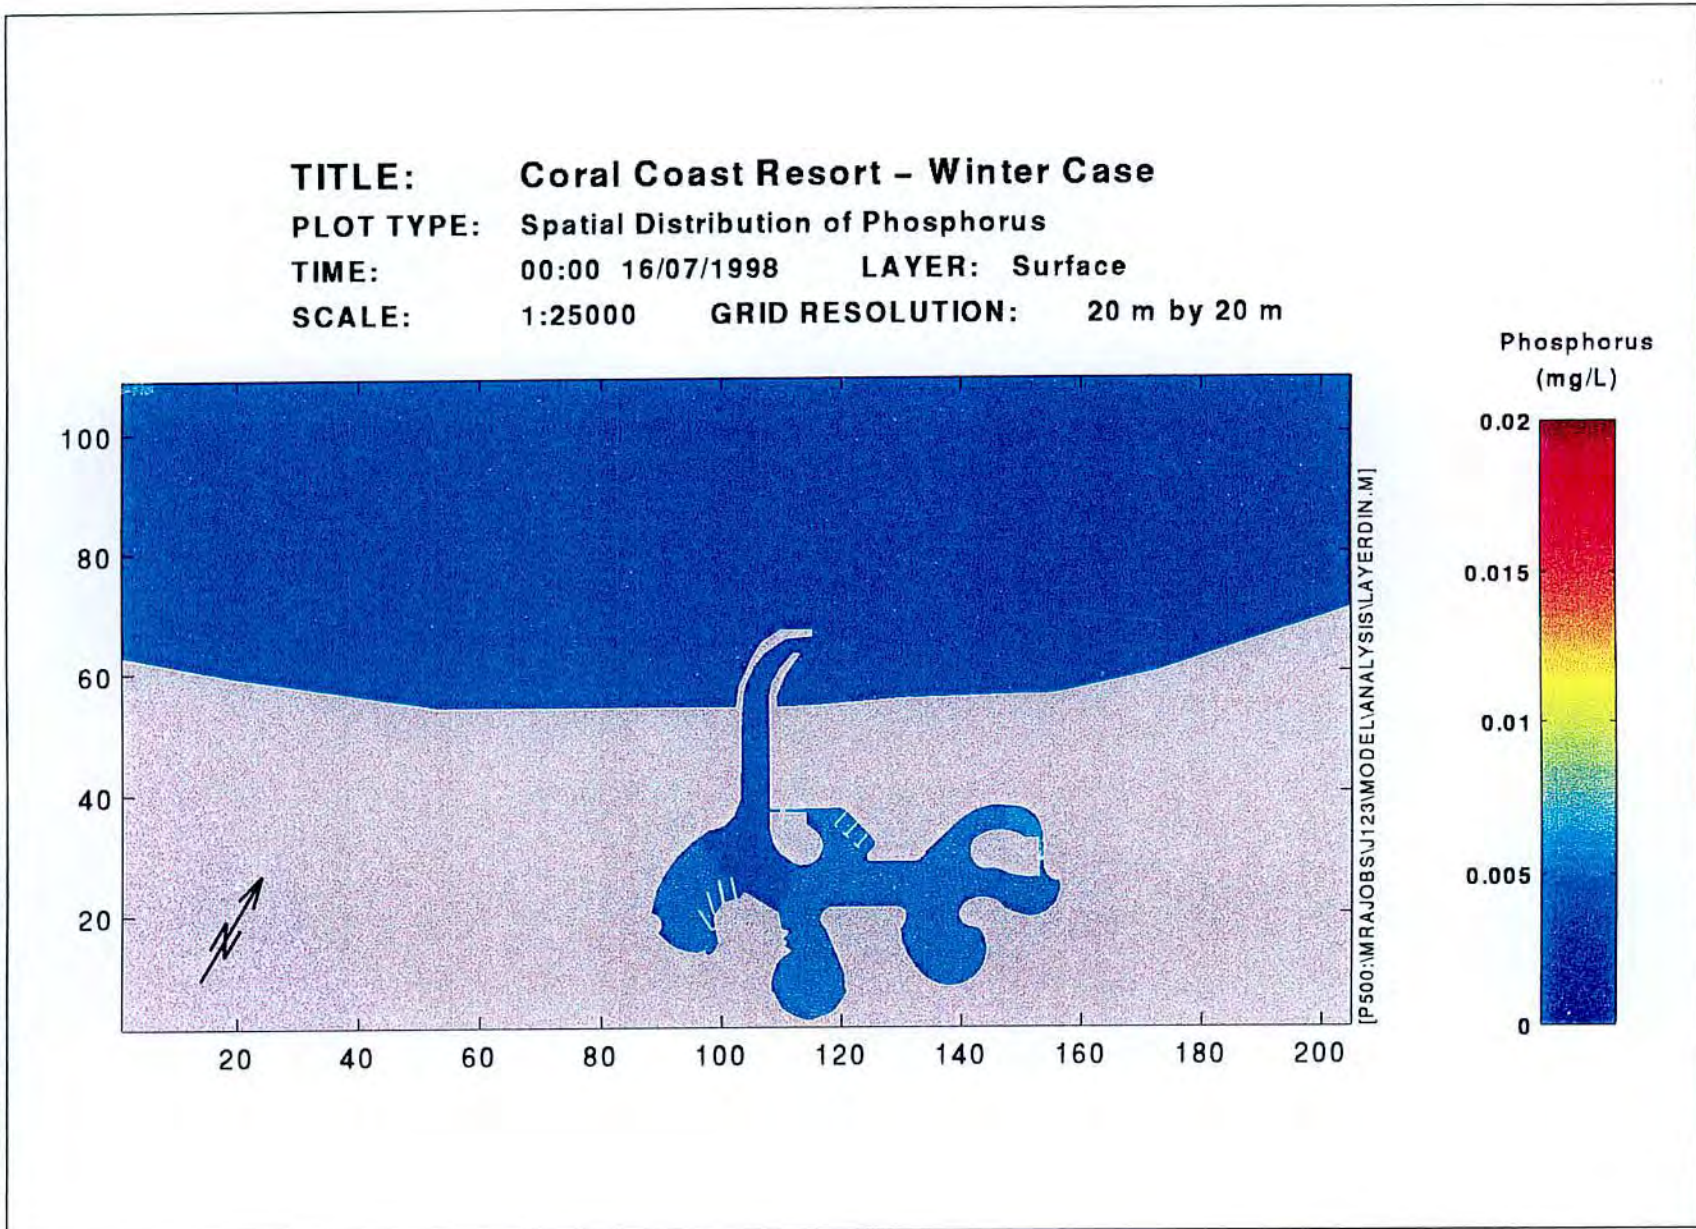 TITLE: Coral Coast Resort – Winter Case
PLOT TYPE: Spatial Distribution of Phosphorus
TIME: 00:00 16/07/1998 LAYER: Surface
SCALE: 1:25000 GRID RESOLUTION: 20 m by 20 m
Phosphorus
(mg/L)
0.02
0.015
0.01
0.005
0
100
80
60
40
20
20 40 60 80 100 120 140 160 180 200
[P500:\MRAJOBS\J123\MODEL\ANALYSIS\LAYERDIN.M]